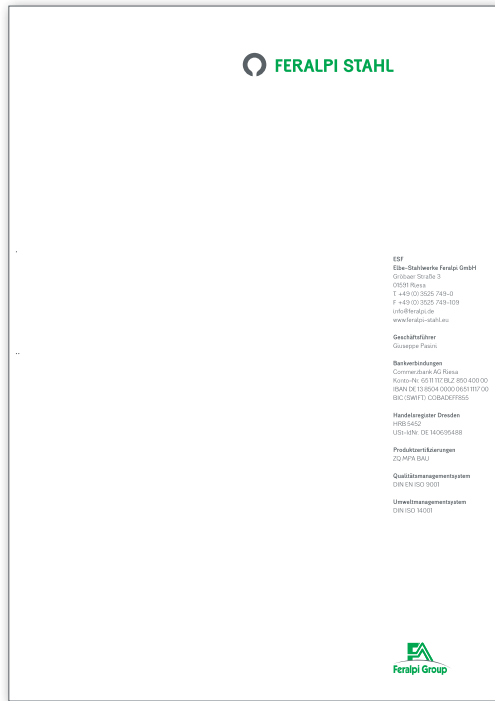 FERALPI STAHL
ESF
Elbe-Stahlwerke Feralpi GmbH
Gröbaer Straße 3
01591 Riesa
T +49 (0) 3525 749-0
F +49 (0) 3525 749-109
info@feralpi.de
www.feralpi-stahl.eu
Geschäftsführer
Giuseppe Pasini
Bankverbindungen
Commerzbank AG Riesa
Konto-Nr. 6511117, BLZ 850 400 00
IBAN DE 13 8504 0000 0651 1117 00
BIC (SWIFT) COBADEFF855
Handelsregister Dresden
HRB 5452
USt-IdNr. DE 140695488
Produktzertifizierungen
ZQ MPA BAU
Qualitätsmanagementsystem
DIN EN ISO 9001
Umweltmanagementsystem
DIN ISO 14001
Feralpi Group